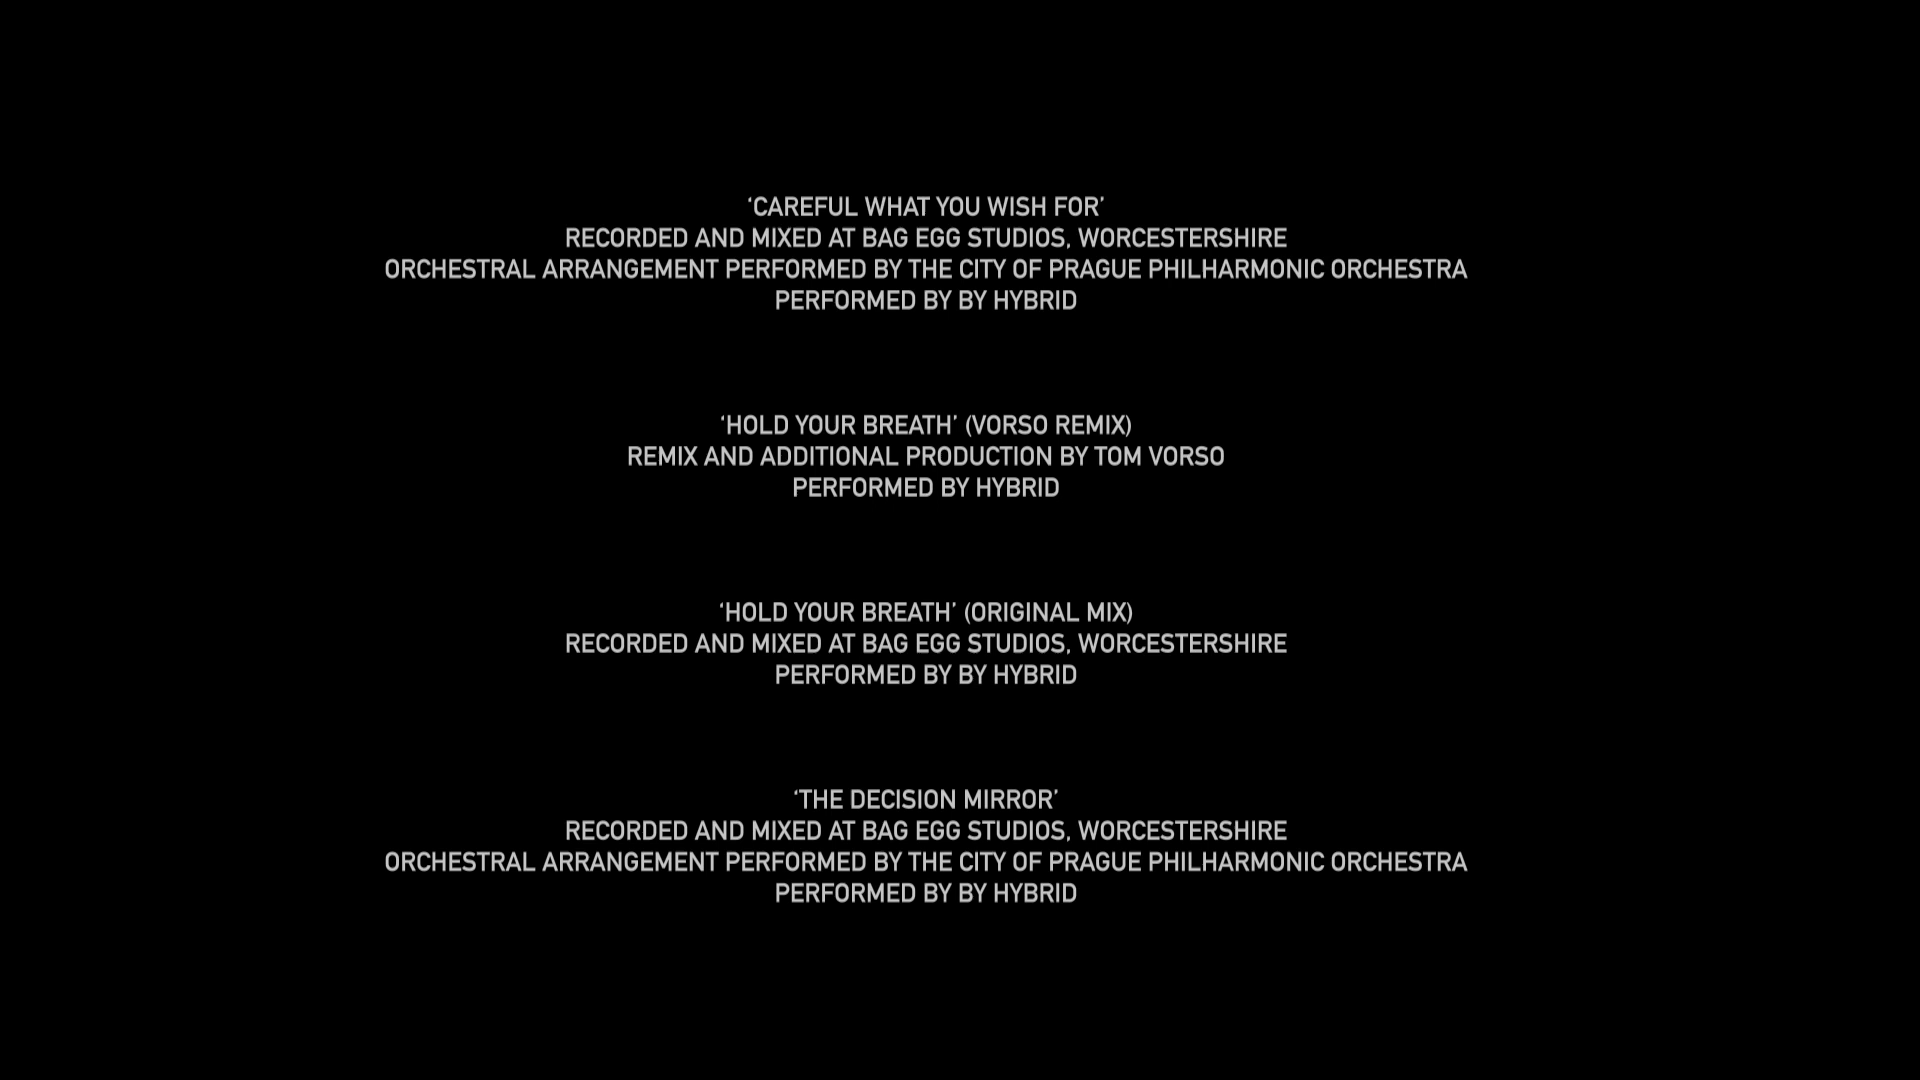 ‘CAREFUL WHAT YOU WISH FOR’
RECORDED AND MIXED AT BAG EGG STUDIOS, WORCESTERSHIRE
ORCHESTRAL ARRANGEMENT PERFORMED BY THE CITY OF PRAGUE PHILHARMONIC ORCHESTRA
PERFORMED BY BY HYBRID
‘HOLD YOUR BREATH’ (VORSO REMIX)
REMIX AND ADDITIONAL PRODUCTION BY TOM VORSO
PERFORMED BY HYBRID
‘HOLD YOUR BREATH’ (ORIGINAL MIX)
RECORDED AND MIXED AT BAG EGG STUDIOS, WORCESTERSHIRE
PERFORMED BY BY HYBRID
‘THE DECISION MIRROR’
RECORDED AND MIXED AT BAG EGG STUDIOS, WORCESTERSHIRE
ORCHESTRAL ARRANGEMENT PERFORMED BY THE CITY OF PRAGUE PHILHARMONIC ORCHESTRA
PERFORMED BY BY HYBRID